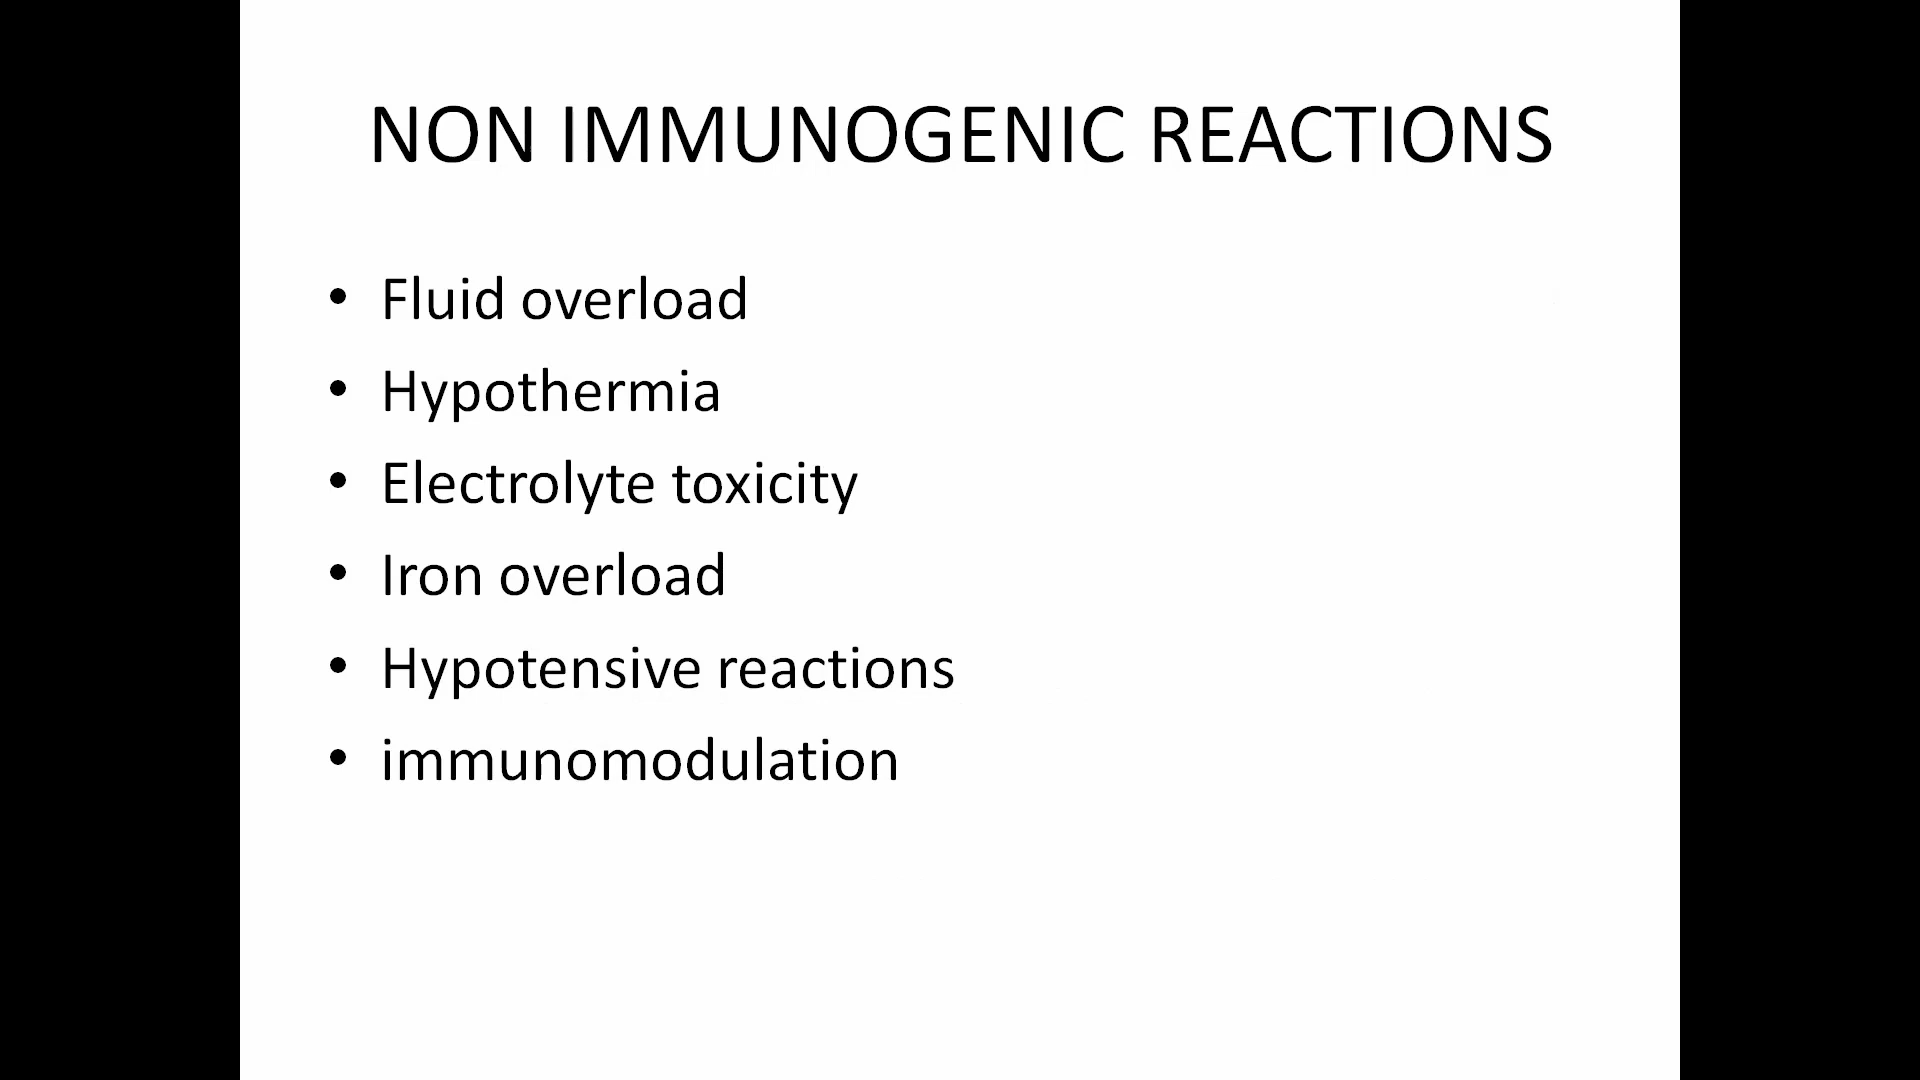 NON IMMUNOGENIC REACTIONS
• Fluid overload
• Hypothermia
• Electrolyte toxicity
• Iron overload
• Hypotensive reactions
• immunomodulation